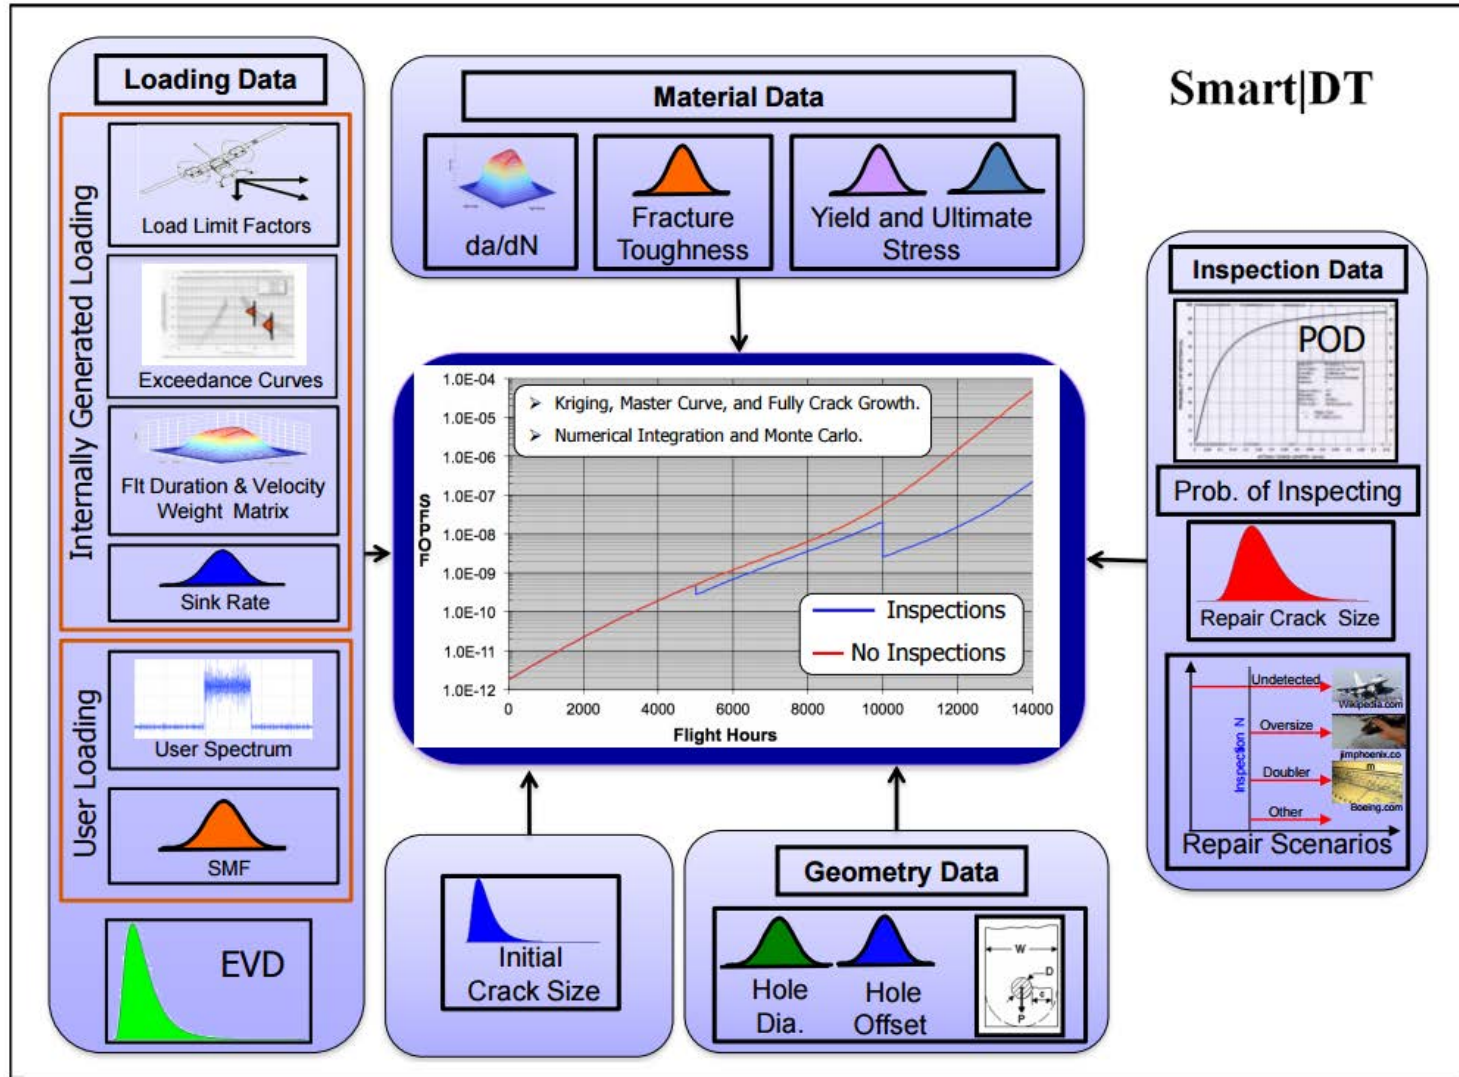 Smart|DT
Loading Data
Internally Generated Loading
Load Limit Factors
Exceedance Curves
Flt Duration & Velocity
Weight Matrix
Sink Rate
User Loading
User Spectrum
SMF
EVD
Material Data
da/dN
Fracture
Toughness
Yield and Ultimate
Stress
1.0E-04
1.0E-05
1.0E-06
1.0E-07
1.0E-08
1.0E-09
1.0E-10
1.0E-11
1.0E-12
SFPOF
➢ Kriging, Master Curve, and Fully Crack Growth.
➢ Numerical Integration and Monte Carlo.
Inspections
No Inspections
0 2000 4000 6000 8000 10000 12000 14000
Flight Hours
Initial
Crack Size
Geometry Data
Hole
Dia.
Hole
Offset
W
D
c
P
Inspection Data
POD
Prob. of Inspecting
Repair Crack Size
Inspection N
Undetected
Wikipedia.com
Oversize
jimphoenix.co
m
Doubler
Boeing.com
Other
Repair Scenarios